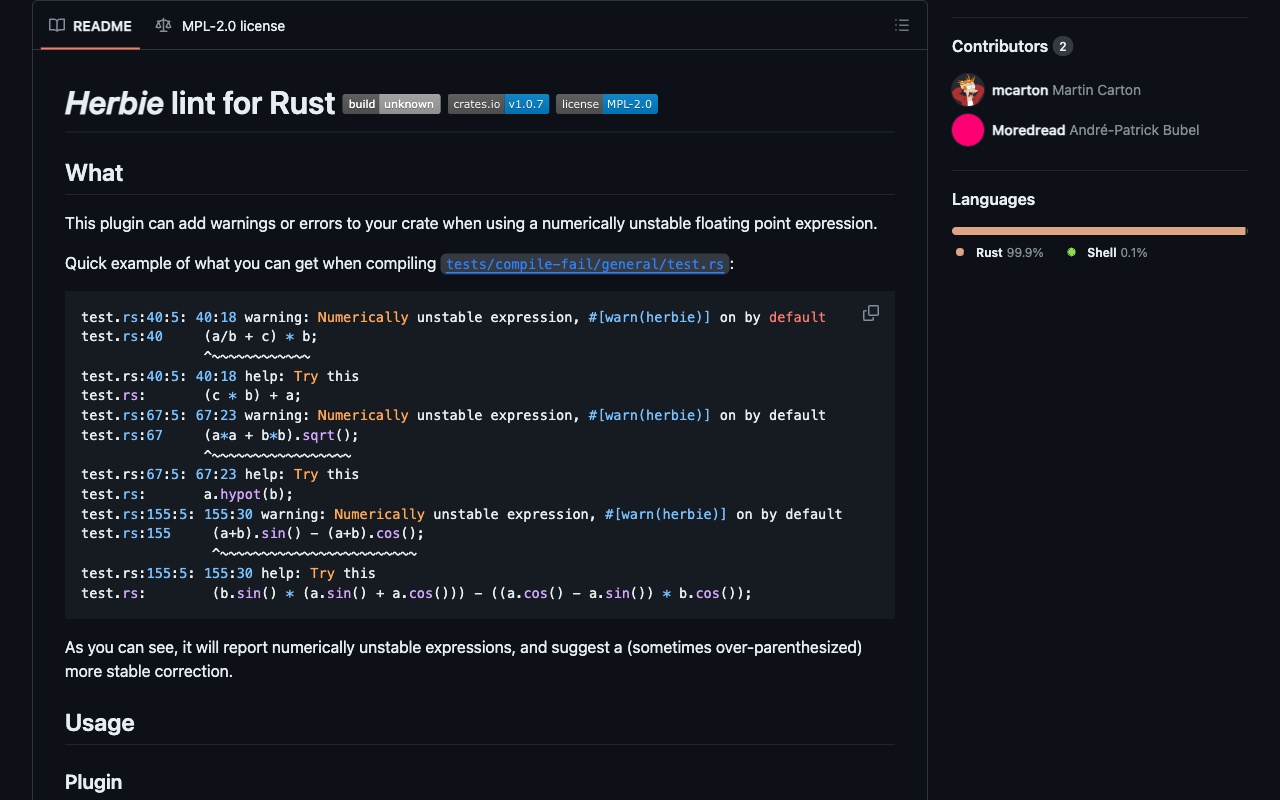 README
MPL-2.0 license
Herbie lint for Rust build unknown crates.io v1.0.7 license MPL-2.0
What
This plugin can add warnings or errors to your crate when using a numerically unstable floating point expression.
Quick example of what you can get when compiling tests/compile-fail/general/test.rs:
test.rs:40:5: 40:18 warning: Numerically unstable expression, #[warn(herbie)] on by default
test.rs:40     (a/b + c) * b;
^~~~~~~~~~~~~
test.rs:40:5: 40:18 help: Try this
test.rs:       (c * b) + a;
test.rs:67:5: 67:23 warning: Numerically unstable expression, #[warn(herbie)] on by default
test.rs:67     (a*a + b*b).sqrt();
^~~~~~~~~~~~~~~~~~
test.rs:67:5: 67:23 help: Try this
test.rs:       a.hypot(b);
test.rs:155:5: 155:30 warning: Numerically unstable expression, #[warn(herbie)] on by default
test.rs:155     (a+b).sin() - (a+b).cos();
^~~~~~~~~~~~~~~~~~~~~~~~~
test.rs:155:5: 155:30 help: Try this
test.rs:        (b.sin() * (a.sin() + a.cos())) - ((a.cos() - a.sin()) * b.cos());
As you can see, it will report numerically unstable expressions, and suggest a (sometimes over-parenthesized)
more stable correction.
Usage
Plugin
Contributors 2
mcarton Martin Carton
Moredread André-Patrick Bubel
Languages
Rust 99.9% Shell 0.1%